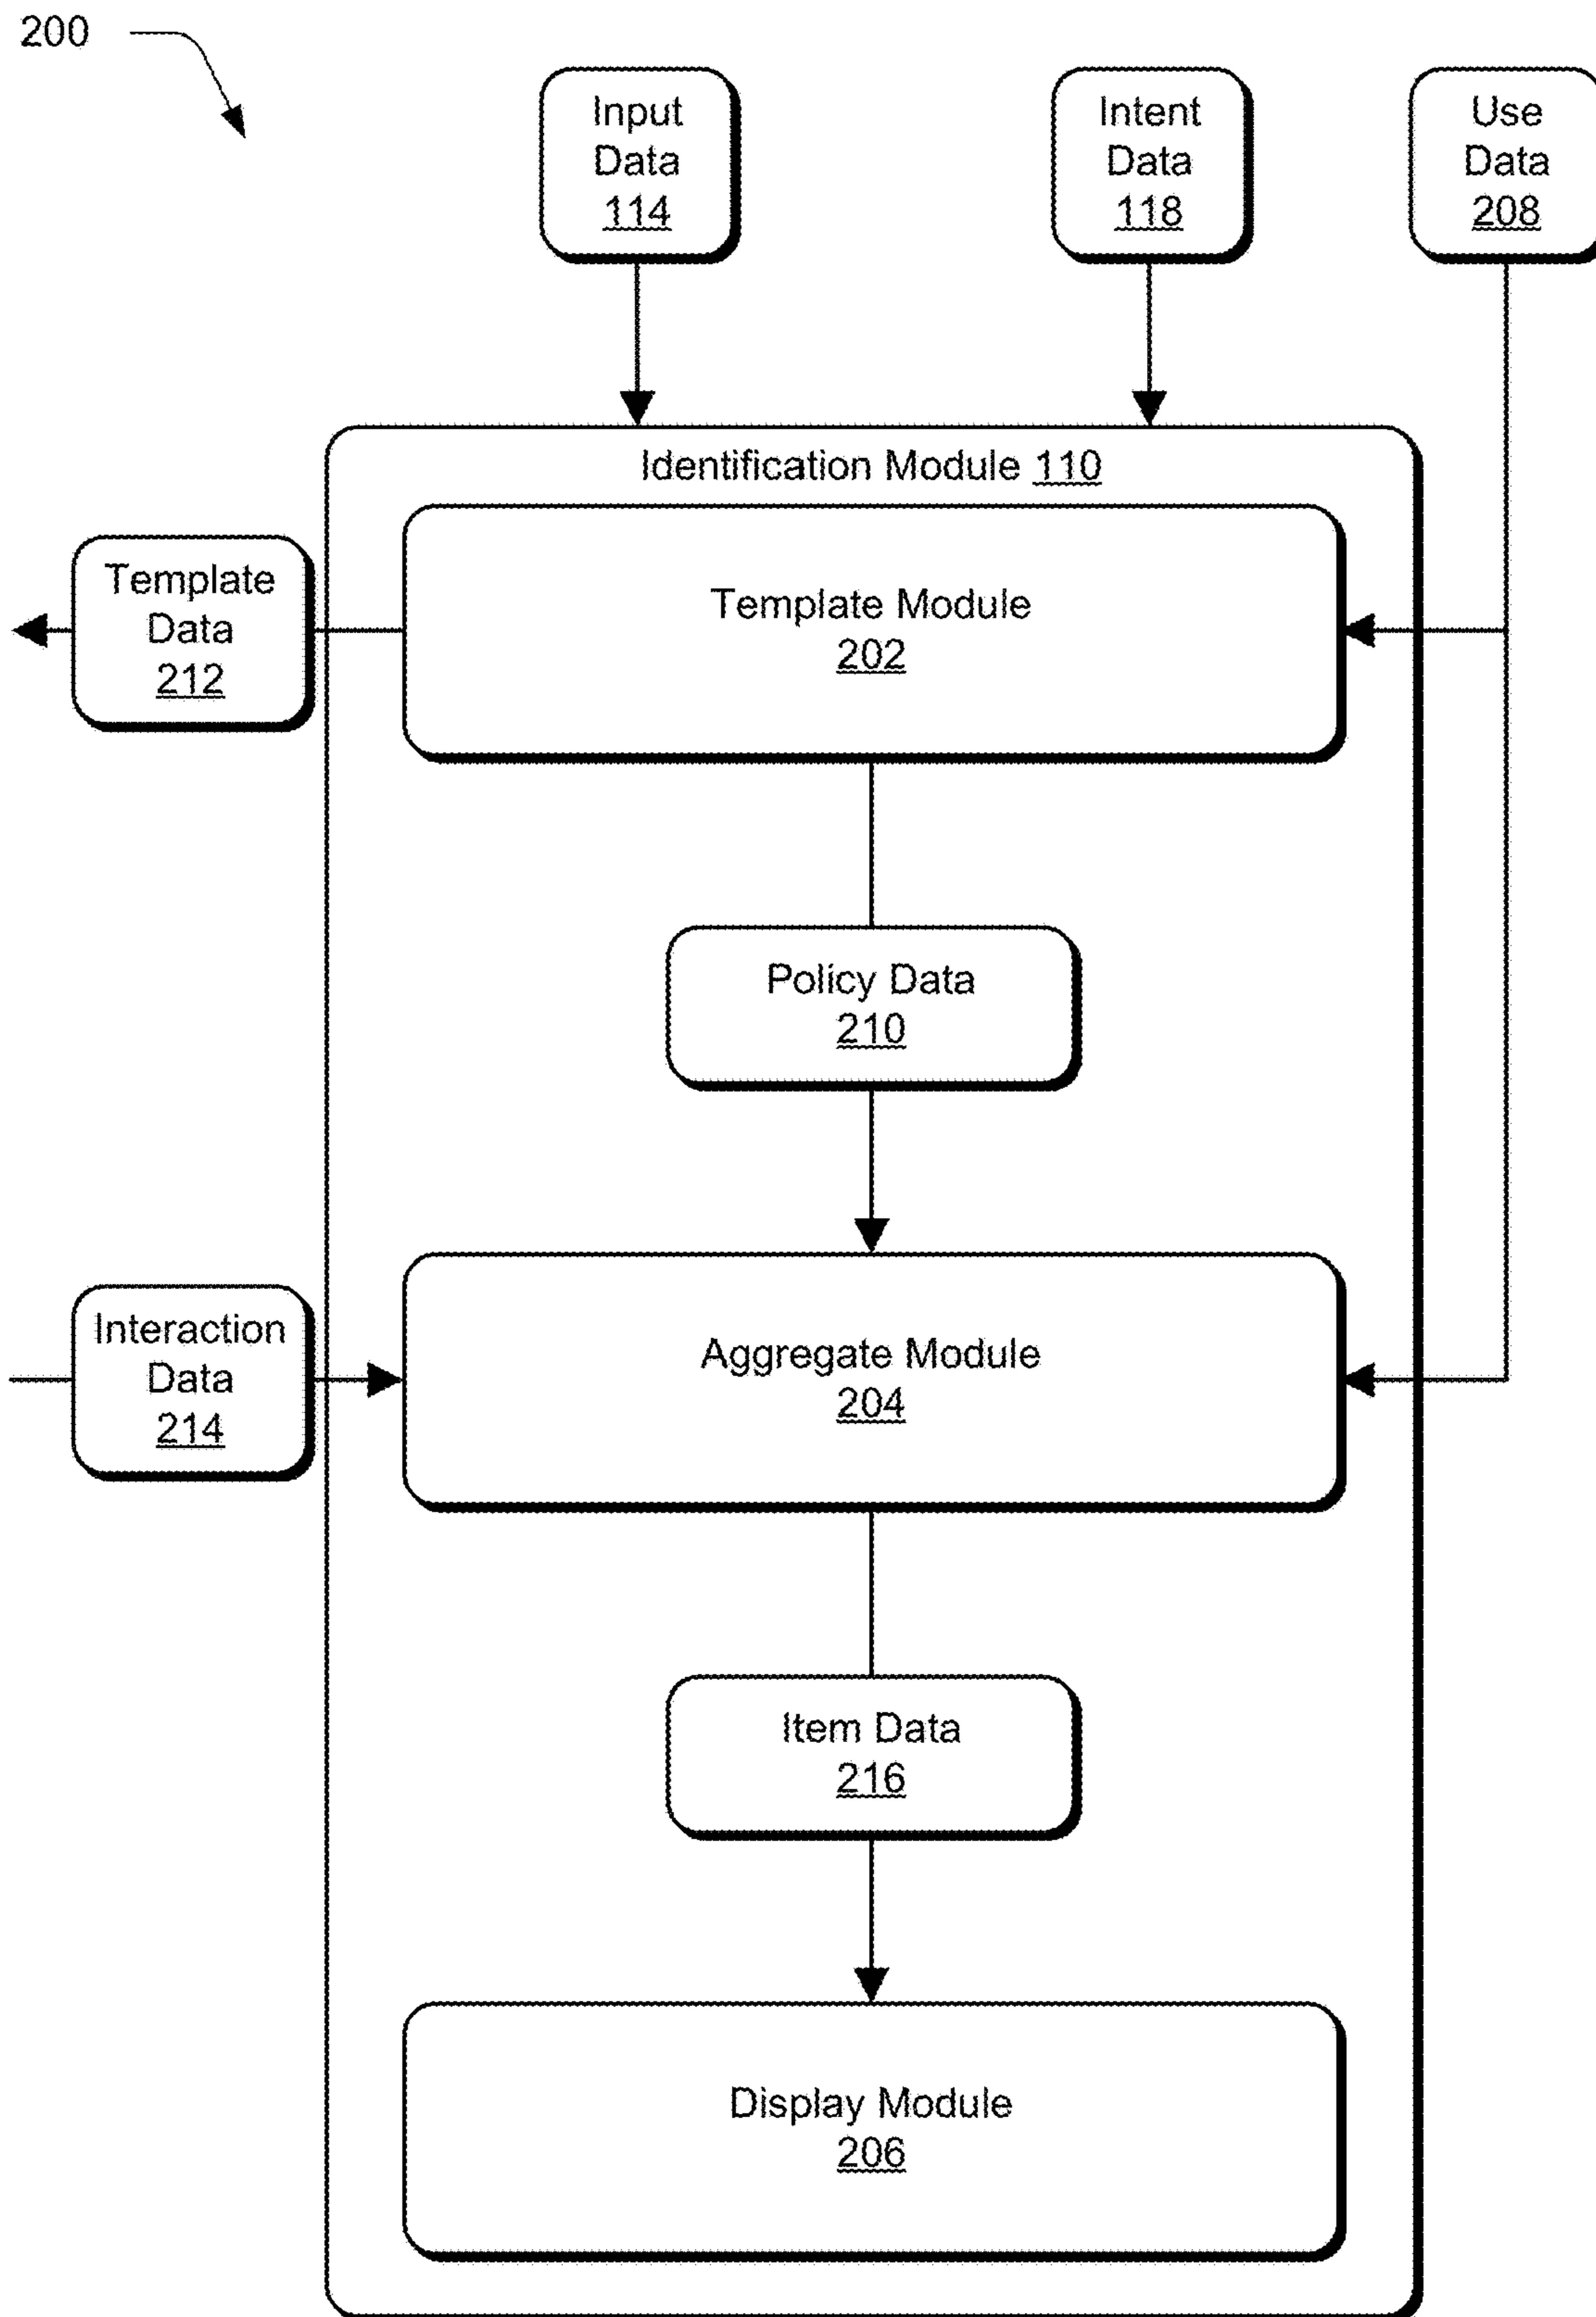 200
Input
Data
114
Intent
Data
118
Use
Data
208
Identification Module 110
Template
Data
212
Template Module
202
Policy Data
210
Interaction
Data
214
Aggregate Module
204
Item Data
216
Display Module
206